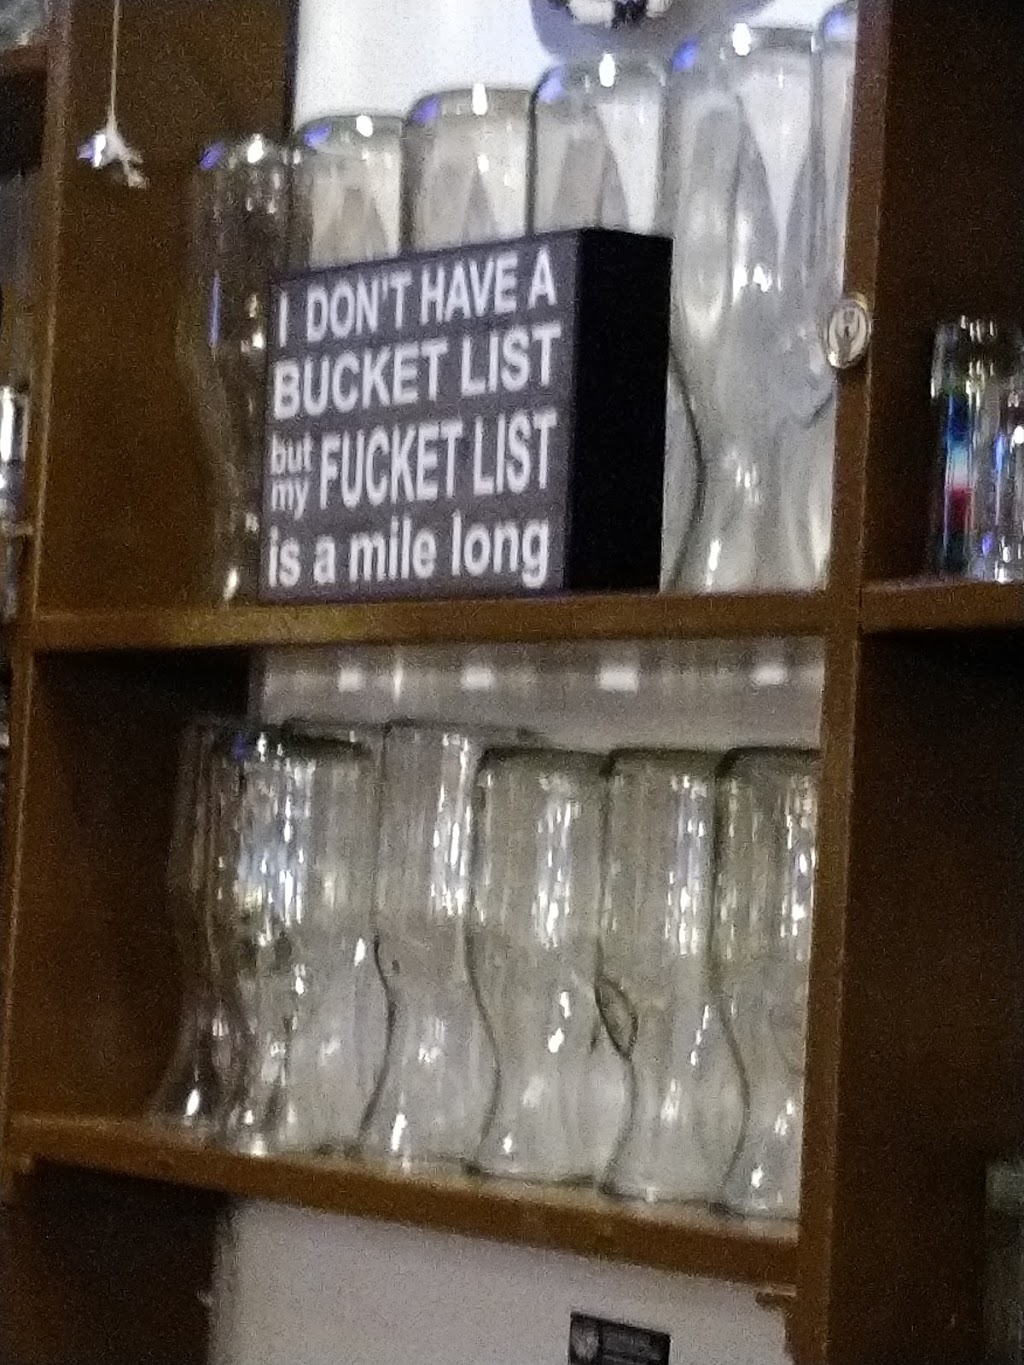 I DON'T HAVE A
BUCKET LIST
but my FUCKET LIST
is a mile long